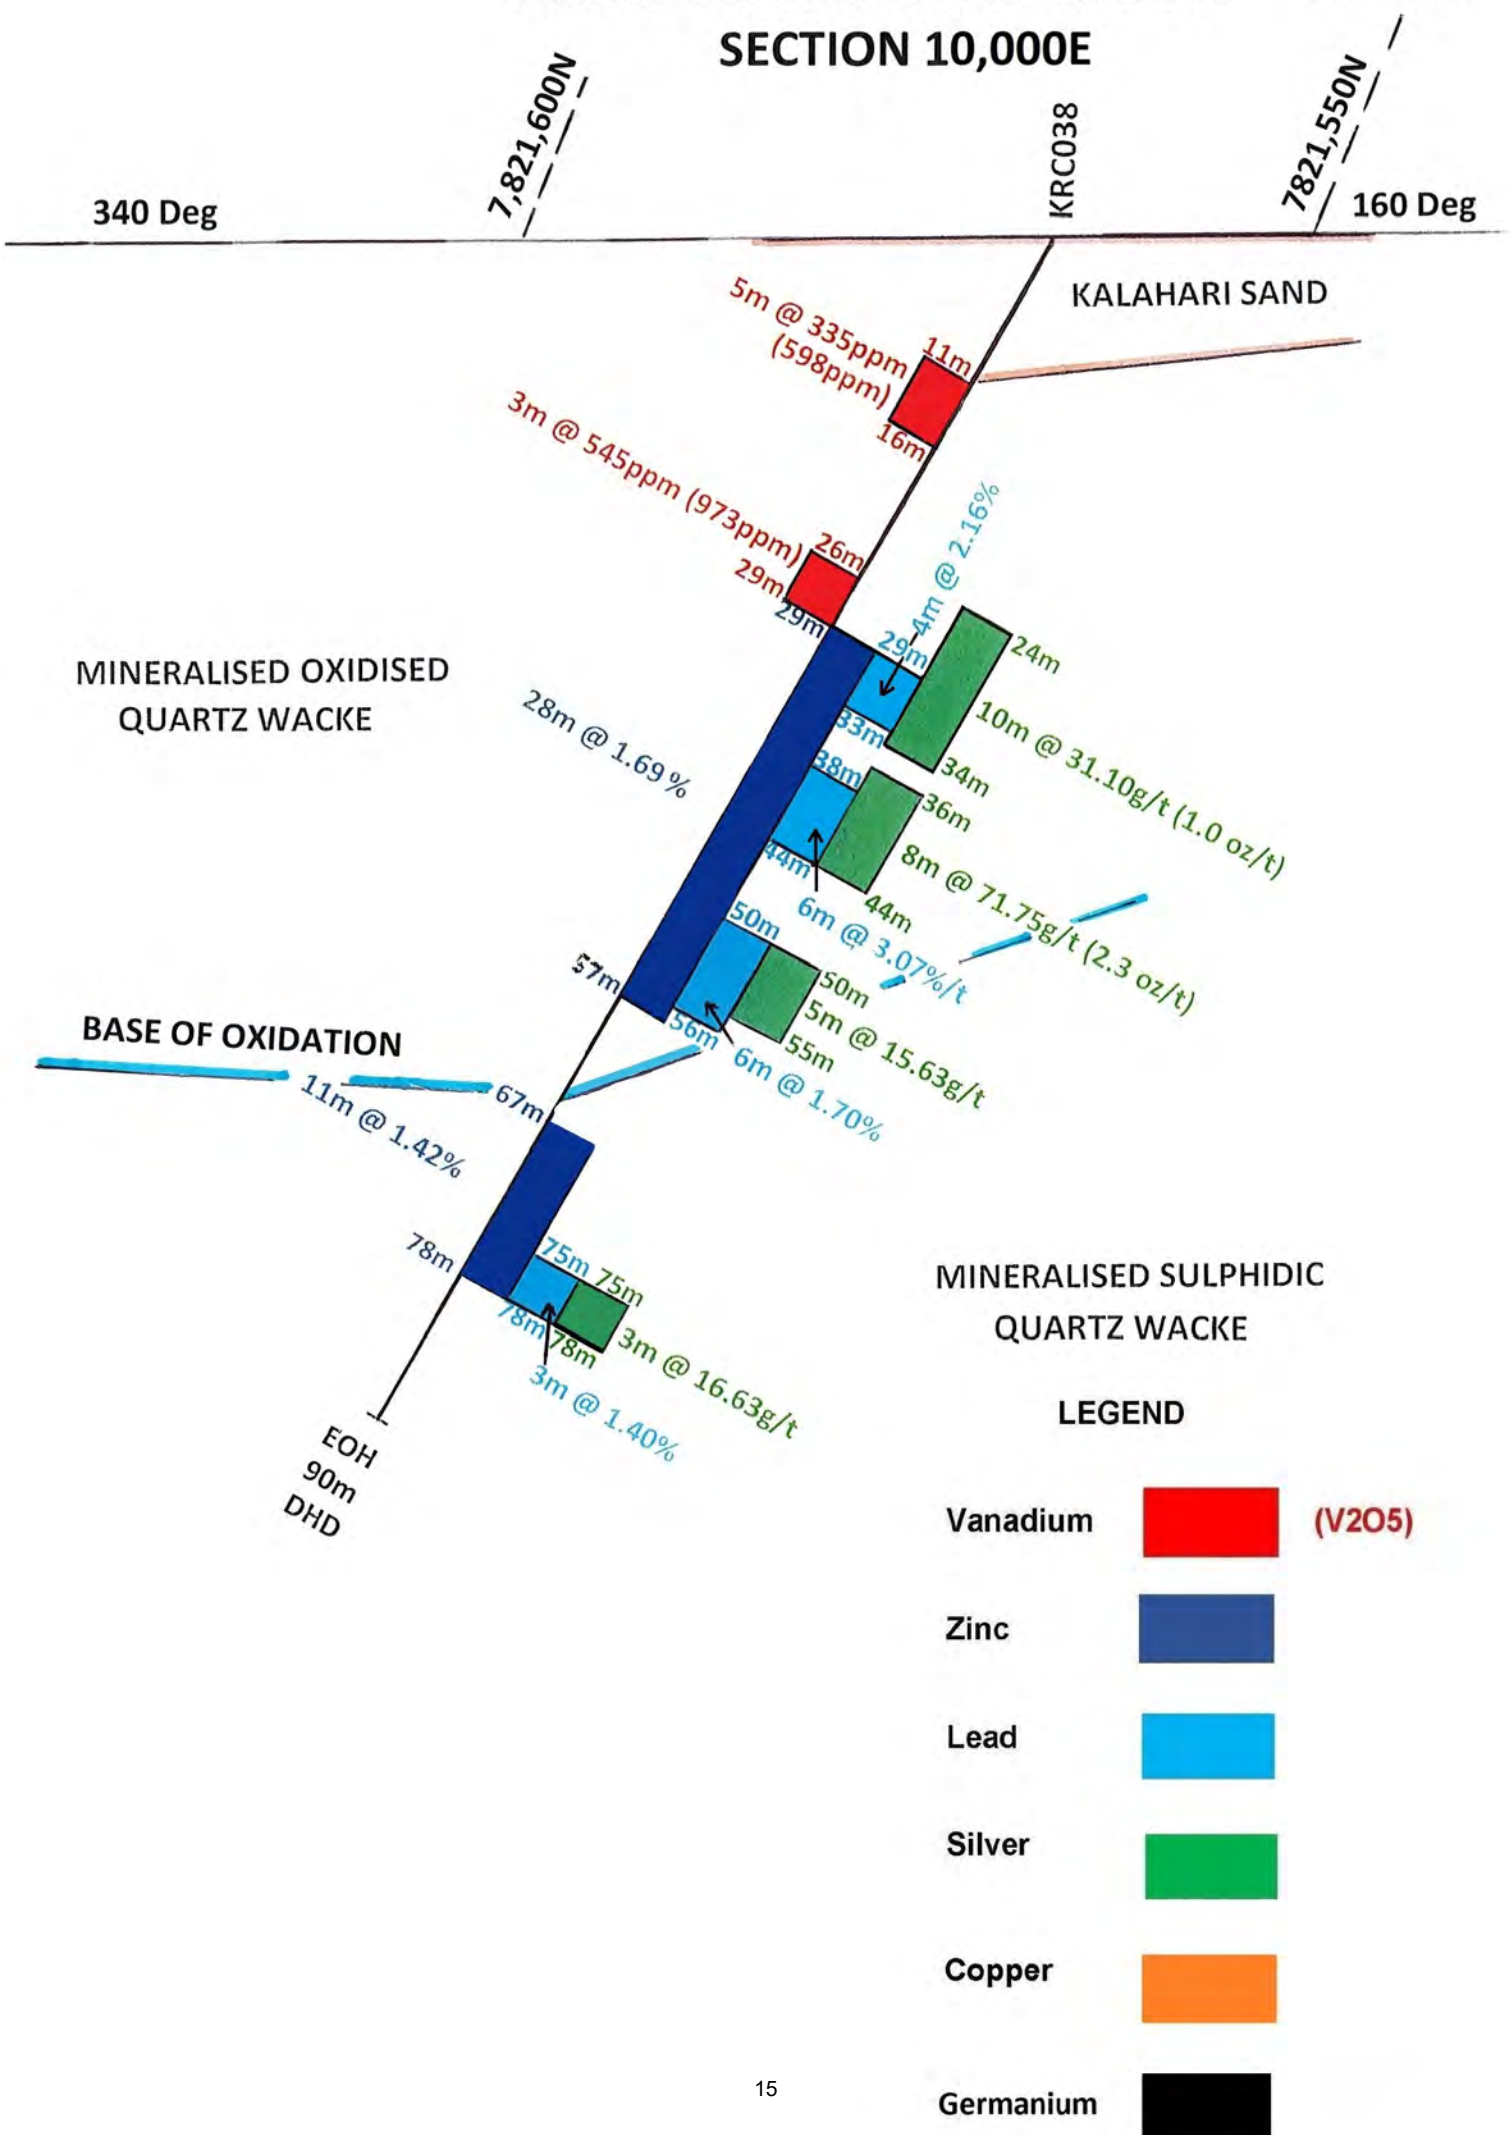 SECTION 10,000E
7,821,600N
KRC038
7821,550N
340 Deg
160 Deg
KALAHARI SAND
5m @ 335ppm
(598ppm)
11m
16m
3m @ 545ppm (973ppm)
26m
29m
29m
4m @ 2.16%
29m
33m
24m
10m @ 31.10g/t (1.0 oz/t)
34m
MINERALISED OXIDISED
QUARTZ WACKE
28m @ 1.69%
38m
36m
8m @ 71.75g/t (2.3 oz/t)
44m
44m
6m @ 3.07%/t
50m
50m
5m @ 15.63g/t
55m
57m
56m
6m @ 1.70%
BASE OF OXIDATION
11m @ 1.42%
67m
78m
75m
75m
78m
78m
3m @ 16.63g/t
3m @ 1.40%
EOH
90m
DHD
MINERALISED SULPHIDIC
QUARTZ WACKE
LEGEND
Vanadium
(V2O5)
Zinc
Lead
Silver
Copper
Germanium
15